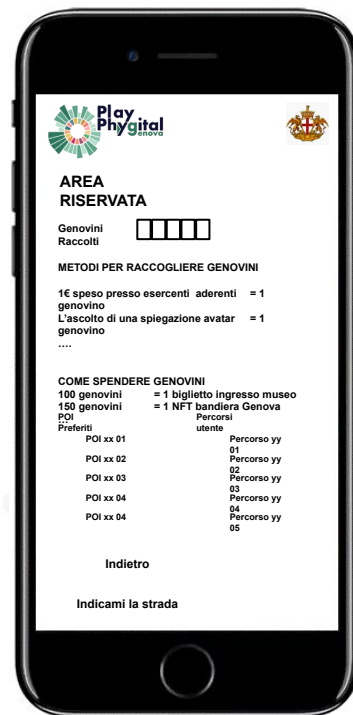 Play
Phygital
enova
AREA
RISERVATA
Genovini
Raccolti
METODI PER RACCOGLIERE GENOVINI
1€ speso presso esercenti aderenti = 1
genovino
L'ascolto di una spiegazione avatar = 1
genovino
....
COME SPENDERE GENOVINI
100 genovini = 1 biglietto ingresso museo
150 genovini = 1 NFT bandiera Genova
...
POI Percorsi
Preferiti utente
POI xx 01 Percorso yy
01
POI xx 02 Percorso yy
02
POI xx 03 Percorso yy
03
POI xx 04 Percorso yy
04
POI xx 04 Percorso yy
05
Indietro
Indicami la strada